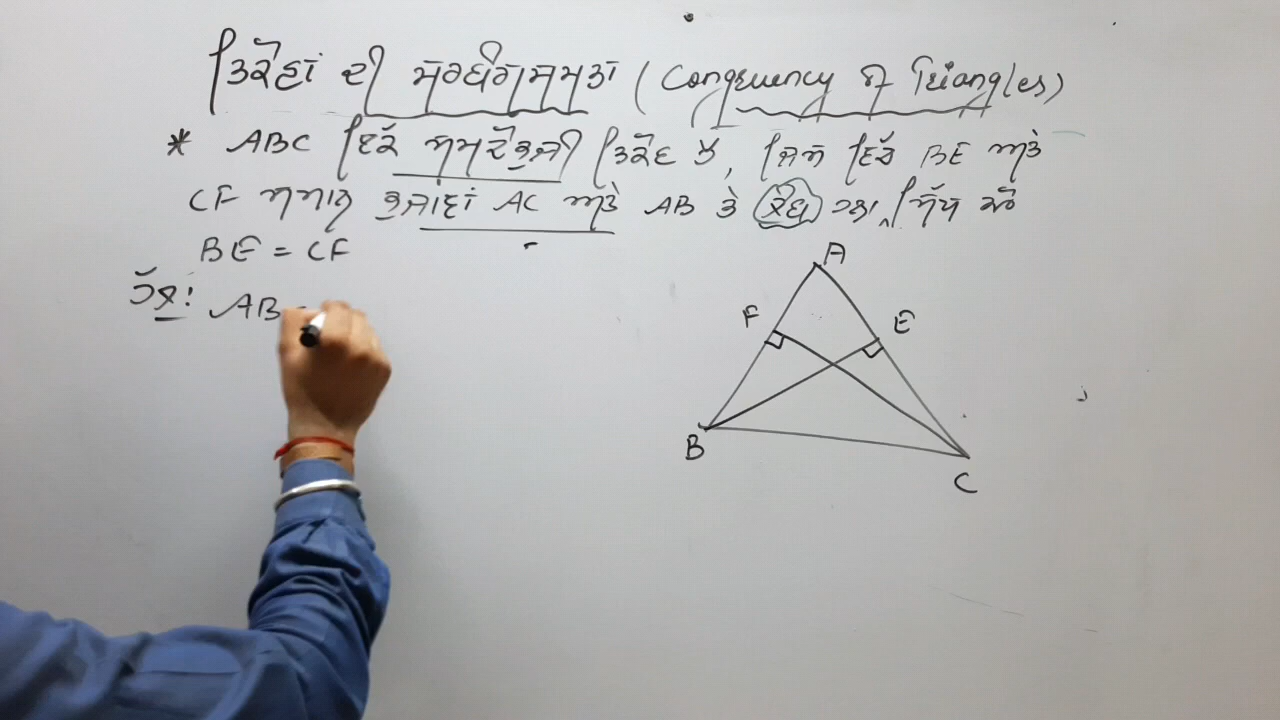 ਤਿਕੋਣਾਂ ਦੀ ਸਰਬੰਗਸਮਤਾ (Congruency of Triangles)
* ABC ਇੱਕ ਸਮਦੋਭੁਜੀ ਤਿਕੋਣ ਹੈ, ਜਿਸ ਵਿੱਚ BE ਅਤੇ
CF ਸਮਾਨ ਭੁਜਾਵਾਂ AC ਅਤੇ AB ਤੇ ਲੰਬ ਹਨ, ਸਿੱਧ ਕਰੋ
BE = CF
ਹੱਲ: AB
A
F
E
B
C